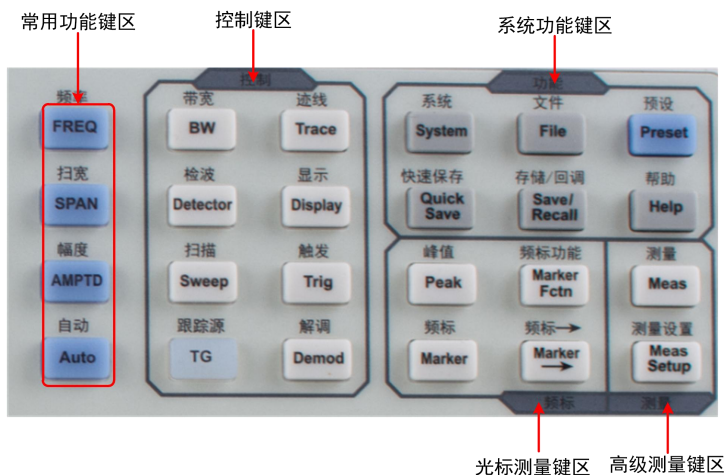 常用功能键区
控制键区
系统功能键区
控制
功能
频率
FREQ
扫宽
SPAN
幅度
AMPTD
自动
Auto
带宽
BW
迹线
Trace
检波
Detector
显示
Display
扫描
Sweep
触发
Trig
跟踪源
TG
解调
Demod
系统
System
文件
File
预设
Preset
快速保存
Quick
Save
存储/回调
Save/
Recall
帮助
Help
峰值
Peak
频标功能
Marker
Fctn
测量
Meas
频标
Marker
频标→
Marker
→
测量设置
Meas
Setup
频标
测量
光标测量键区
高级测量键区